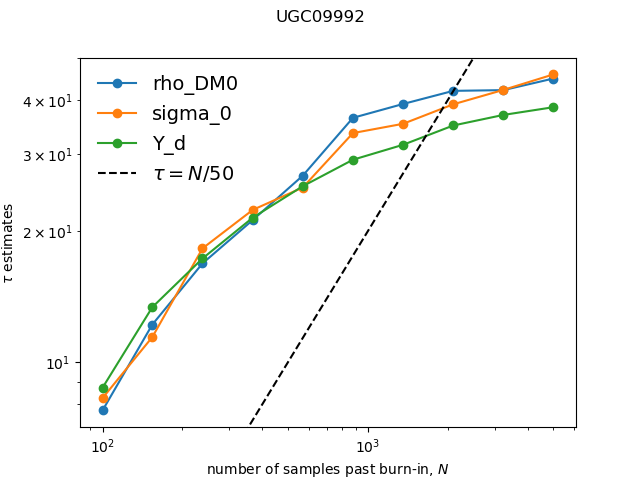 UGC09992
rho_DM0
sigma_0
Y_d
τ = N/50
4 × 10¹
3 × 10¹
2 × 10¹
10¹
τ estimates
10² 10³
number of samples past burn-in, N